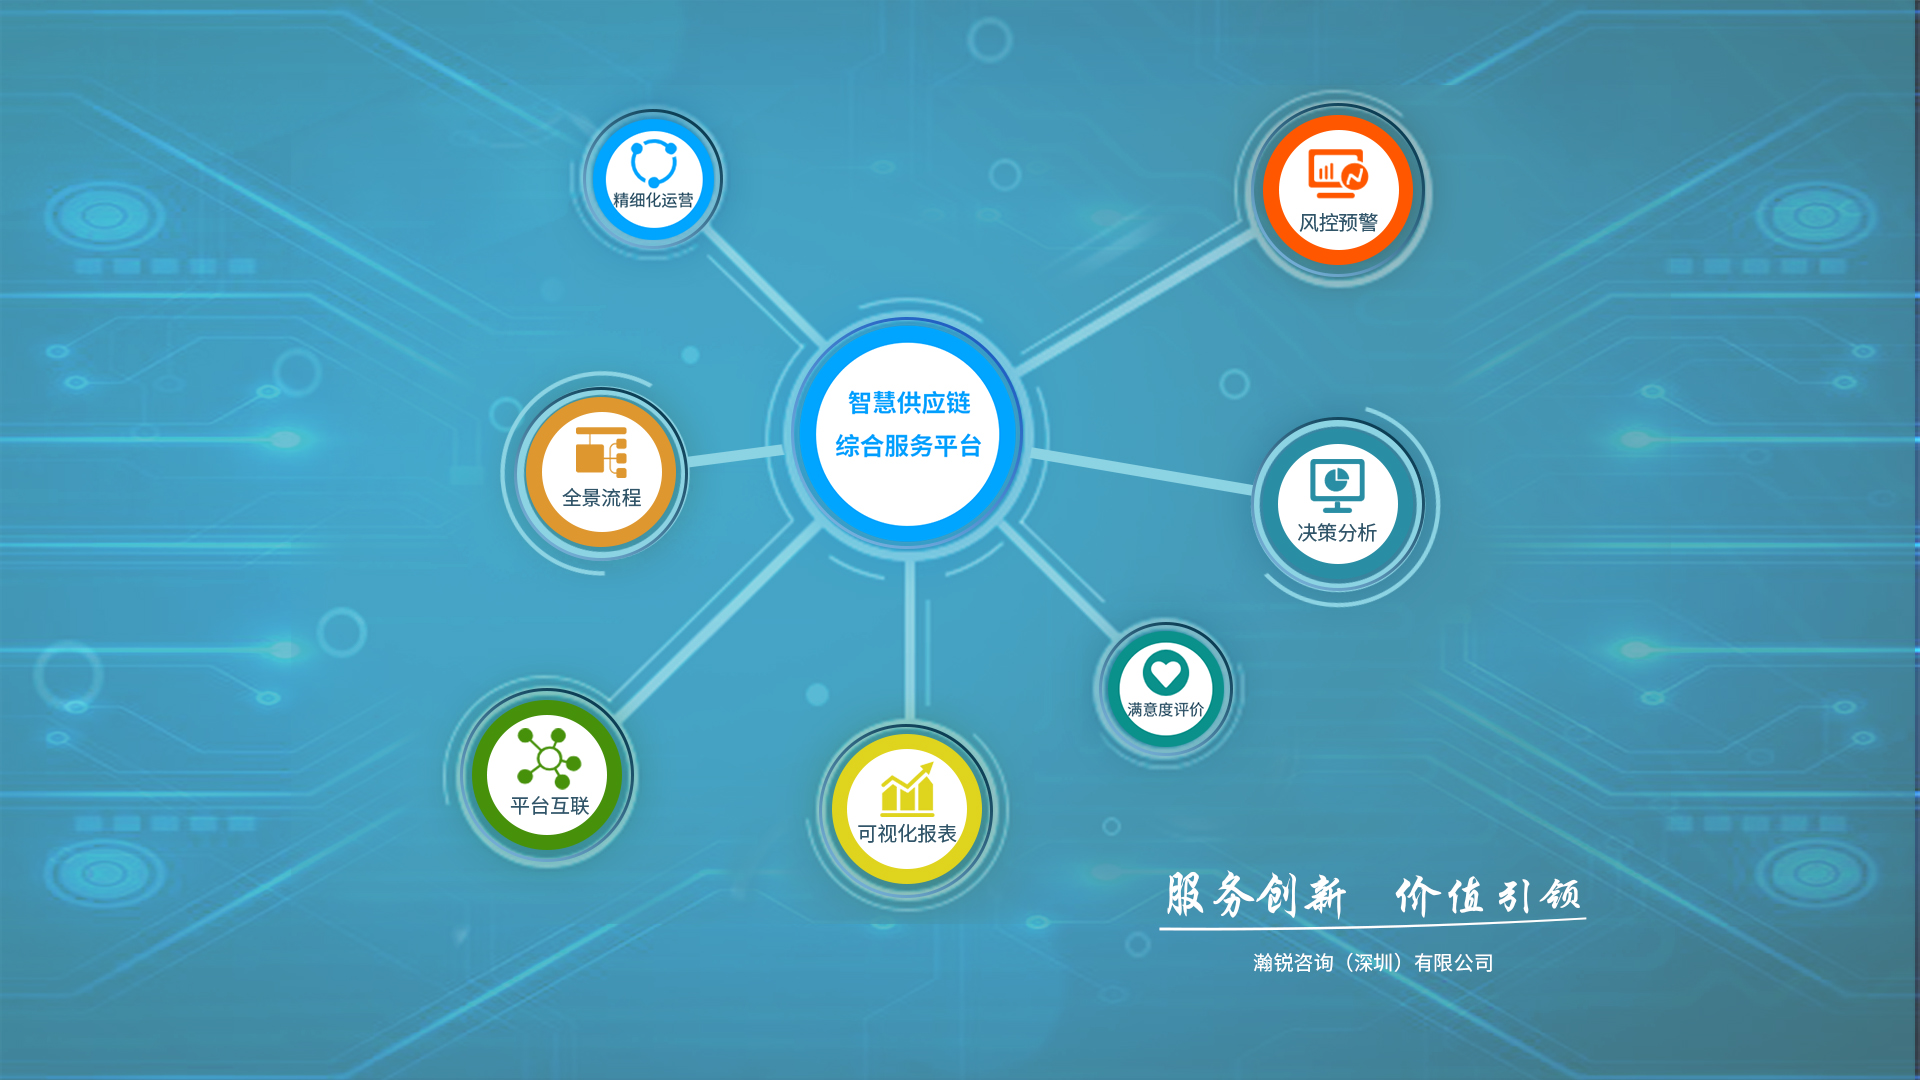 精细化运营
风控预警
智慧供应链
综合服务平台
全景流程
决策分析
满意度评价
平台互联
可视化报表
服务创新 价值引领
瀚锐咨询（深圳）有限公司